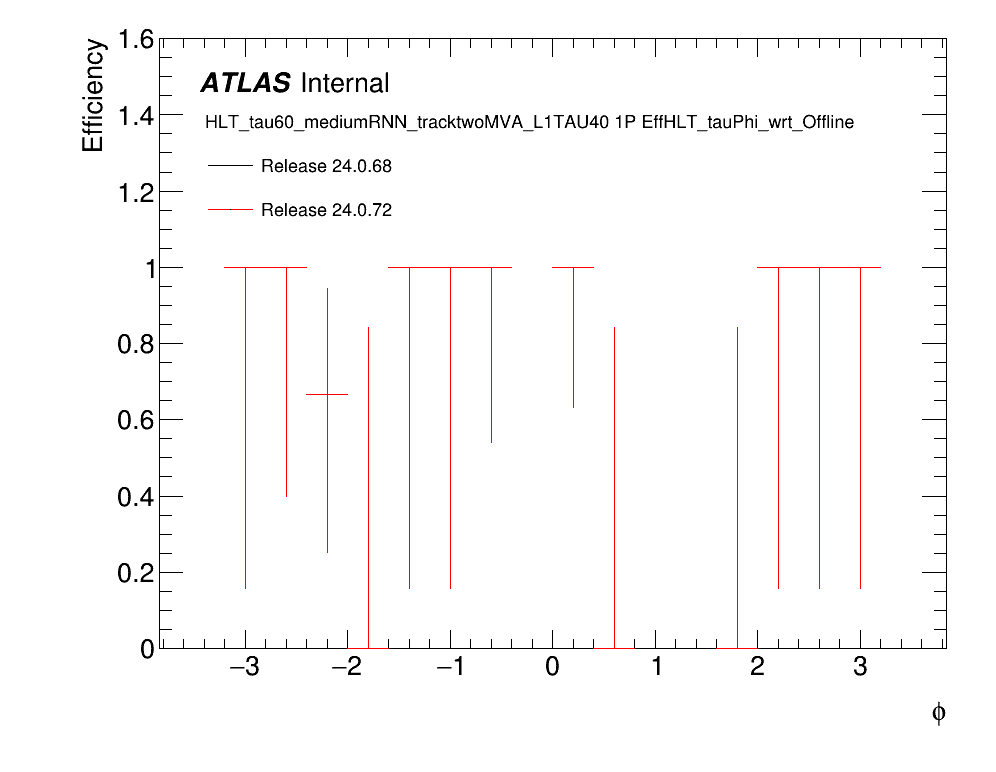 Efficiency
ATLAS Internal
HLT_tau60_mediumRNN_tracktwoMVA_L1TAU40 1P EffHLT_tauPhi_wrt_Offline
Release 24.0.68
Release 24.0.72
1.6
1.4
1.2
1
0.8
0.6
0.4
0.2
0
−3 −2 −1 0 1 2 3
ϕ